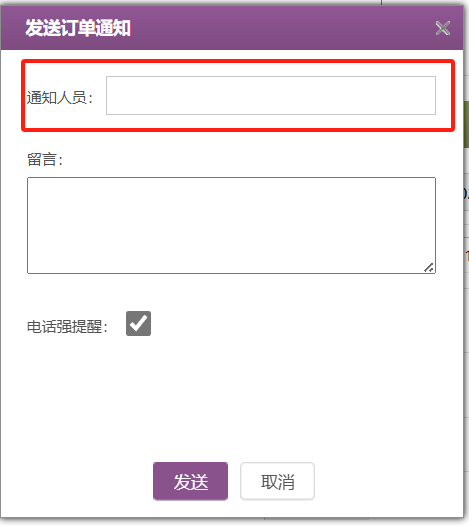 发送订单通知
通知人员：
留言：
电话强提醒：
发送
取消